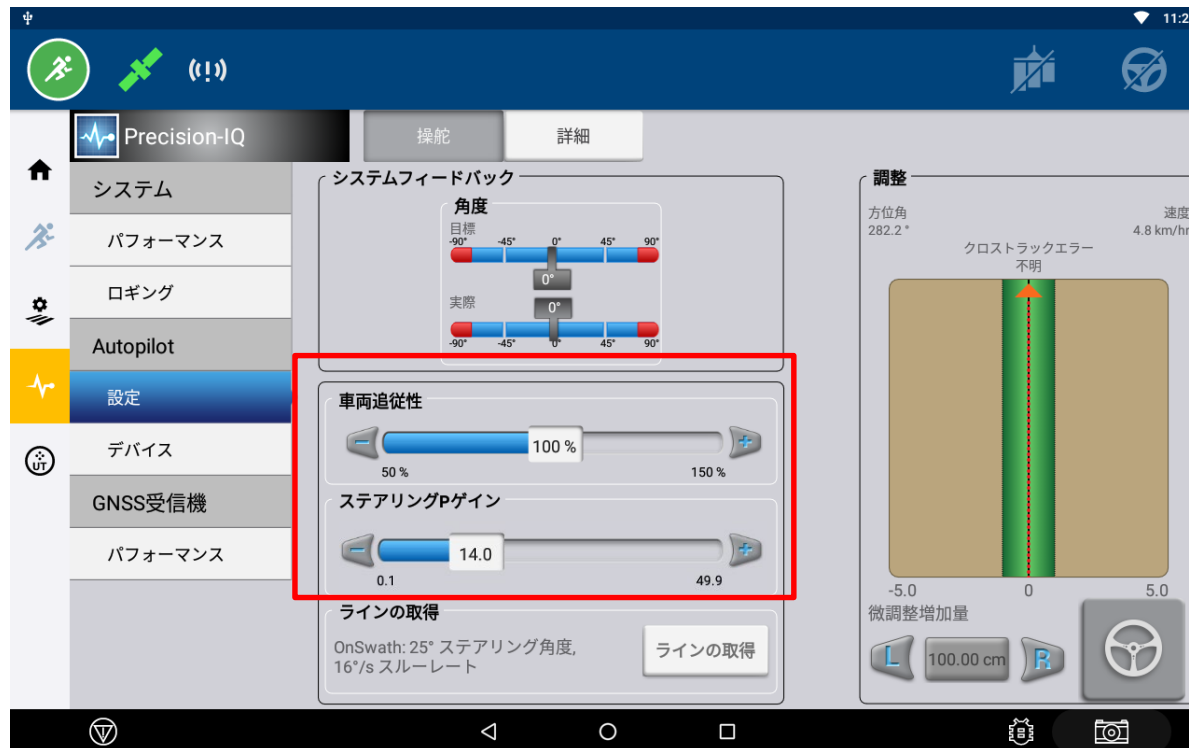 11:2
Precision-IQ
操舵
詳細
システム
パフォーマンス
ロギング
Autopilot
設定
デバイス
GNSS受信機
パフォーマンス
UT
システムフィードバック
角度
目標
-90° -45° 0° 45° 90°
0°
実際
0°
-90° -45° 0° 45° 90°
車両追従性
100 %
50 % 150 %
ステアリングPゲイン
14.0
0.1 49.9
ラインの取得
OnSwath: 25° ステアリング角度,
16°/s スルーレート
ラインの取得
調整
方位角 速度
282.2 ° 4.8 km/hr
クロストラックエラー
不明
-5.0 0 5.0
微調整増加量
L 100.00 cm R